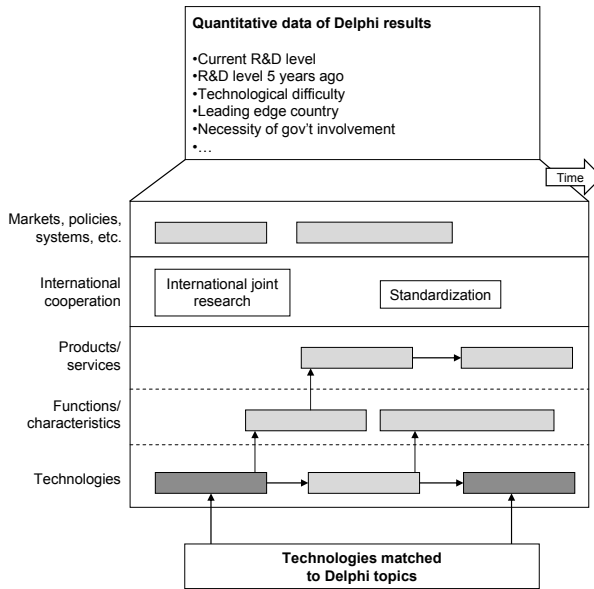 Quantitative data of Delphi results
•Current R&D level
•R&D level 5 years ago
•Technological difficulty
•Leading edge country
•Necessity of gov’t involvement
•…
Time
Markets, policies,
systems, etc.
International
cooperation
International joint
research
Standardization
Products/
services
Functions/
characteristics
Technologies
Technologies matched
to Delphi topics